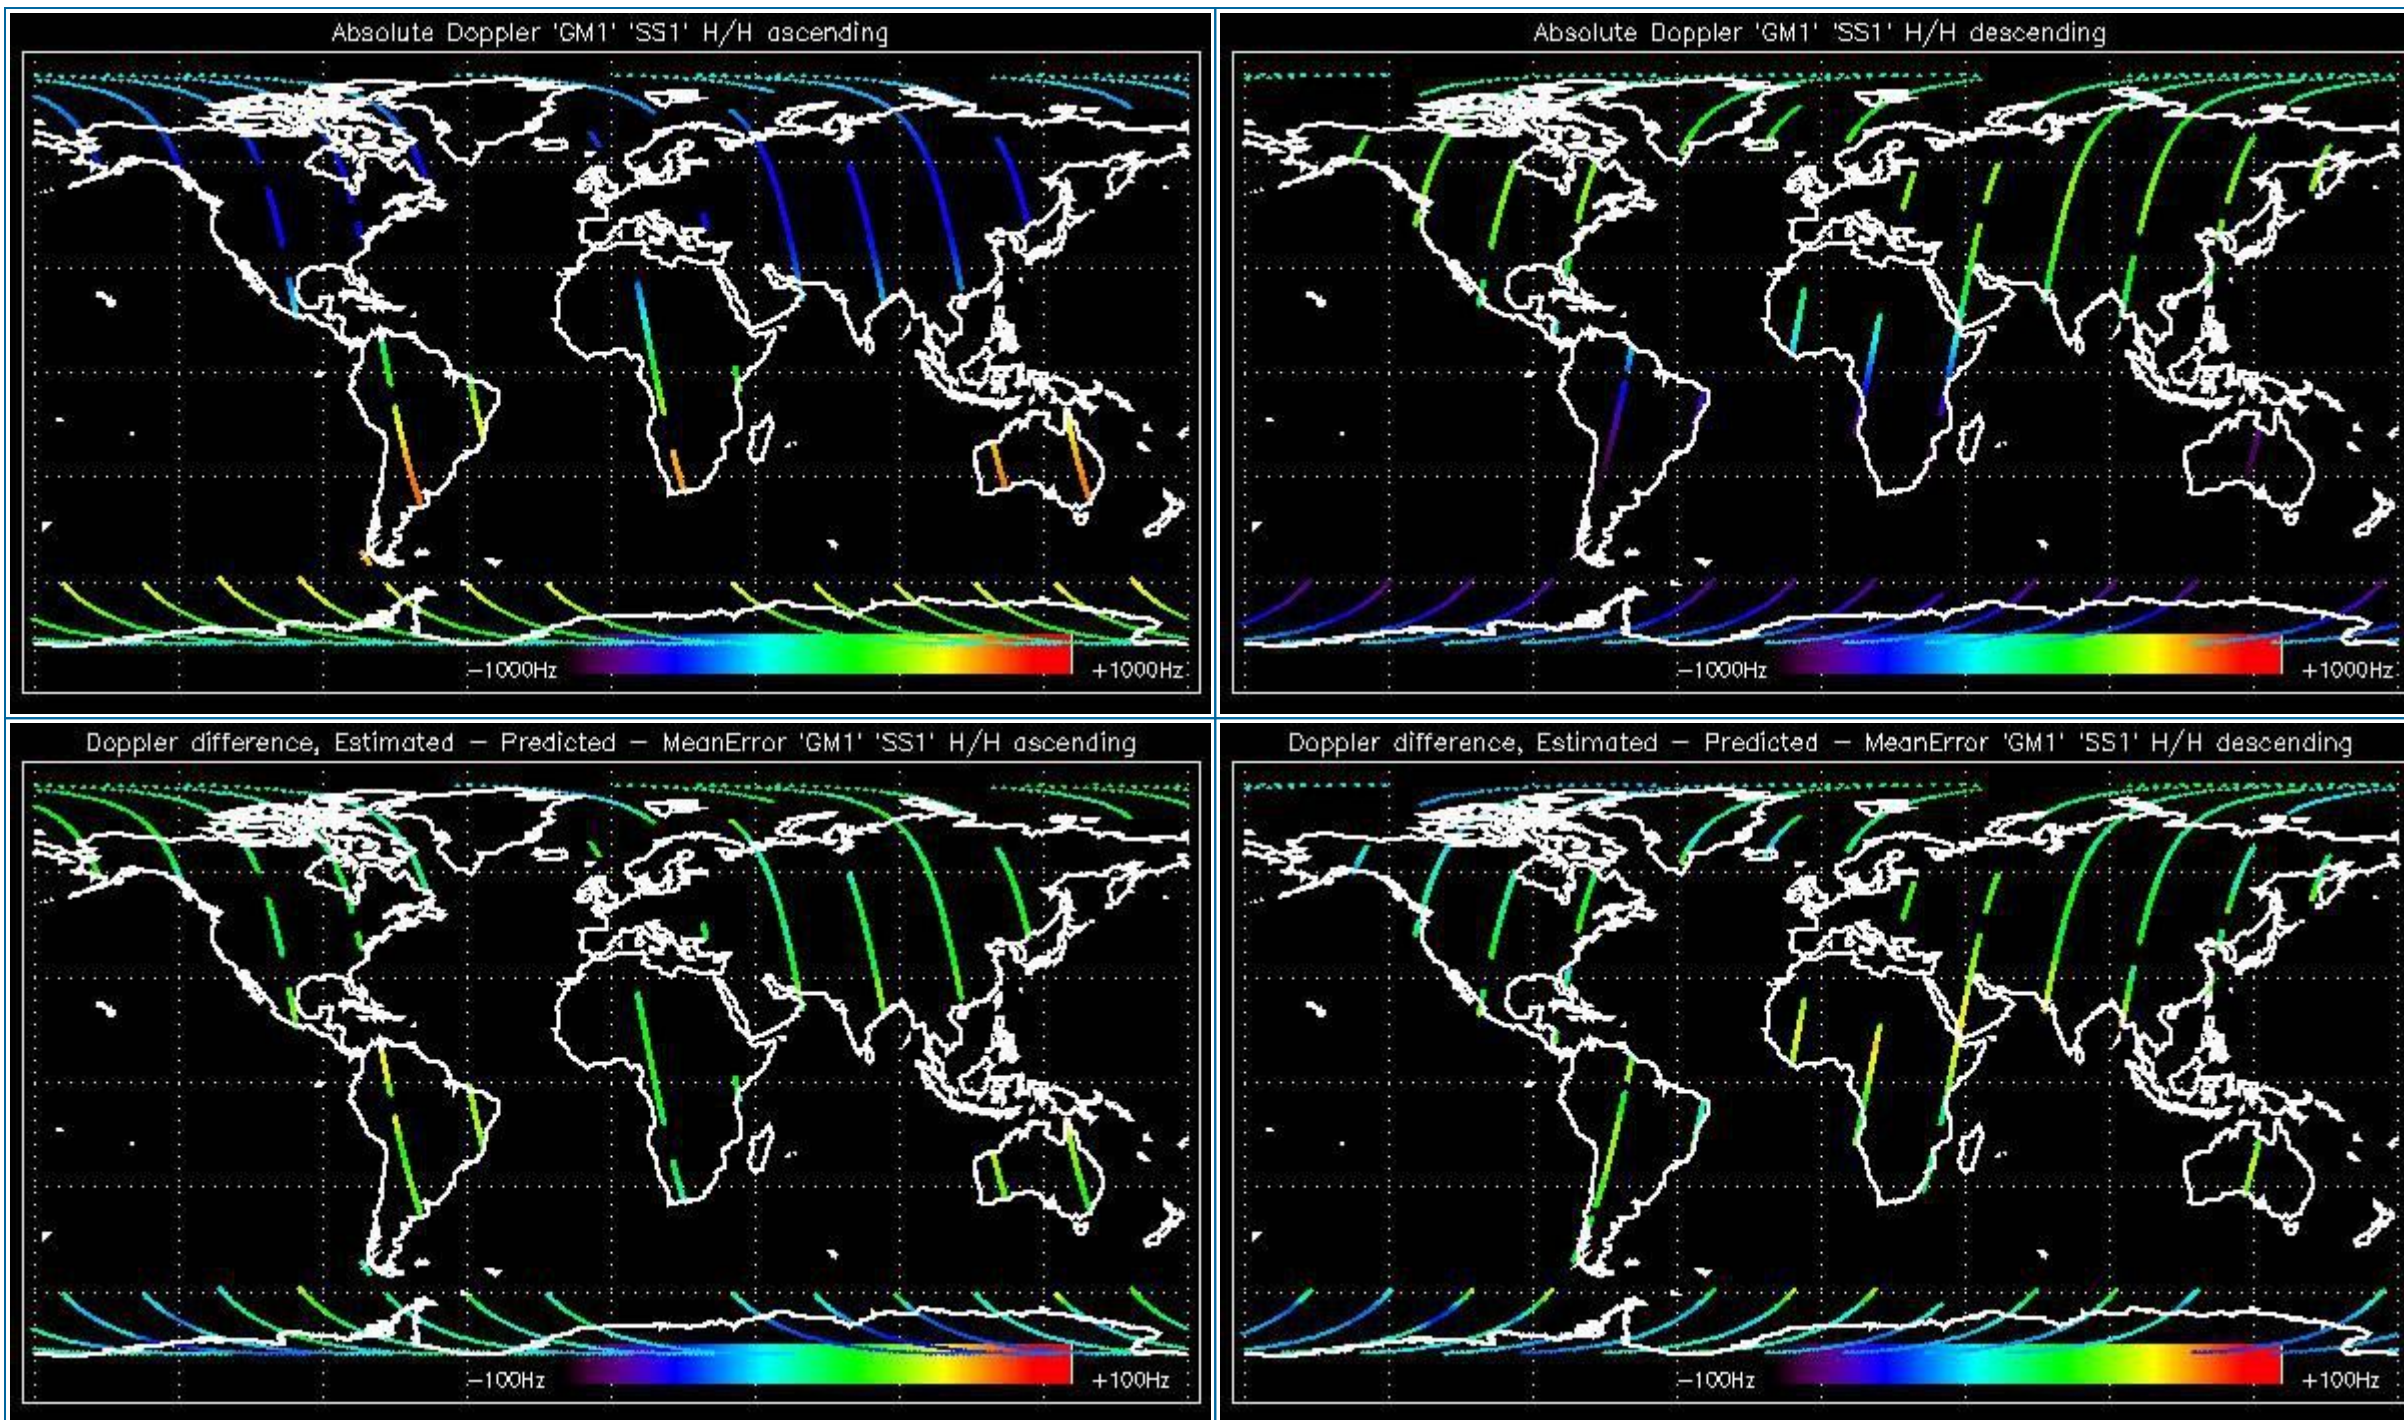 Absolute Doppler 'GM1' 'SS1' H/H ascending
−1000Hz
+1000Hz
Absolute Doppler 'GM1' 'SS1' H/H descending
−1000Hz
+1000Hz
Doppler difference, Estimated − Predicted − MeanError 'GM1' 'SS1' H/H ascending
−100Hz
+100Hz
Doppler difference, Estimated − Predicted − MeanError 'GM1' 'SS1' H/H descending
−100Hz
+100Hz